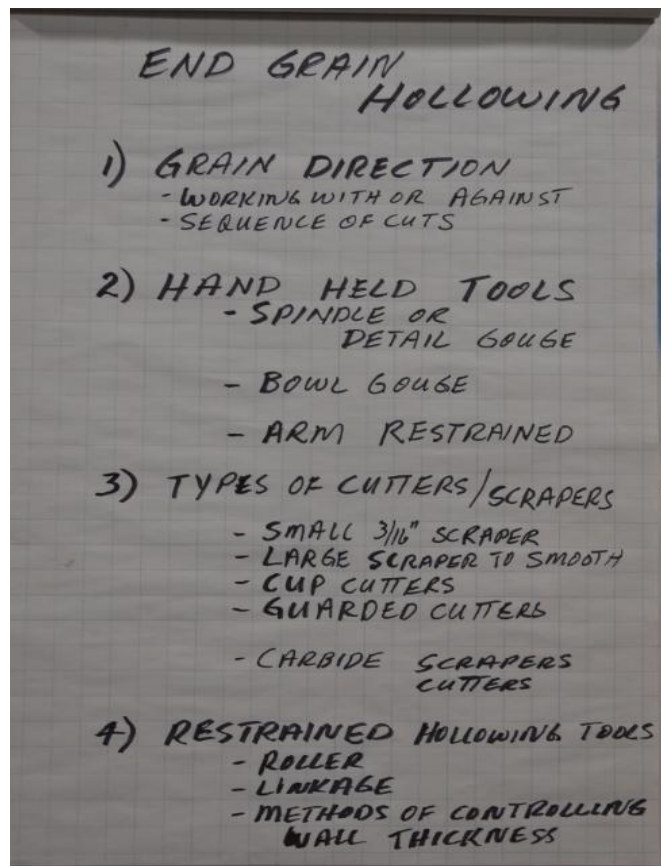 END GRAIN
HOLLOWING
1) GRAIN DIRECTION
- WORKING WITH OR AGAINST
- SEQUENCE OF CUTS
2) HAND HELD TOOLS
- SPINDLE OR
DETAIL GOUGE
- BOWL GOUGE
- ARM RESTRAINED
3) TYPES OF CUTTERS/SCRAPERS
- SMALL 3/16" SCRAPER
- LARGE SCRAPER TO SMOOTH
- CUP CUTTERS
- GUARDED CUTTERS
- CARBIDE SCRAPERS
CUTTERS
4) RESTRAINED HOLLOWING TOOLS
- ROLLER
- LINKAGE
- METHODS OF CONTROLLING
WALL THICKNESS